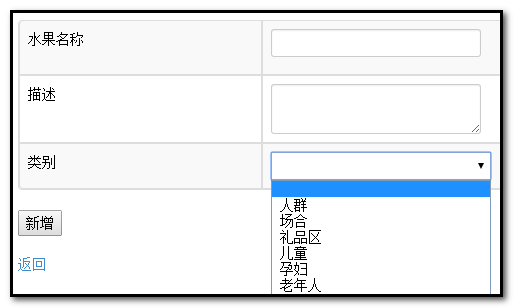 水果名称
描述
类别
人群
场合
礼品区
儿童
孕妇
老年人
新增
返回